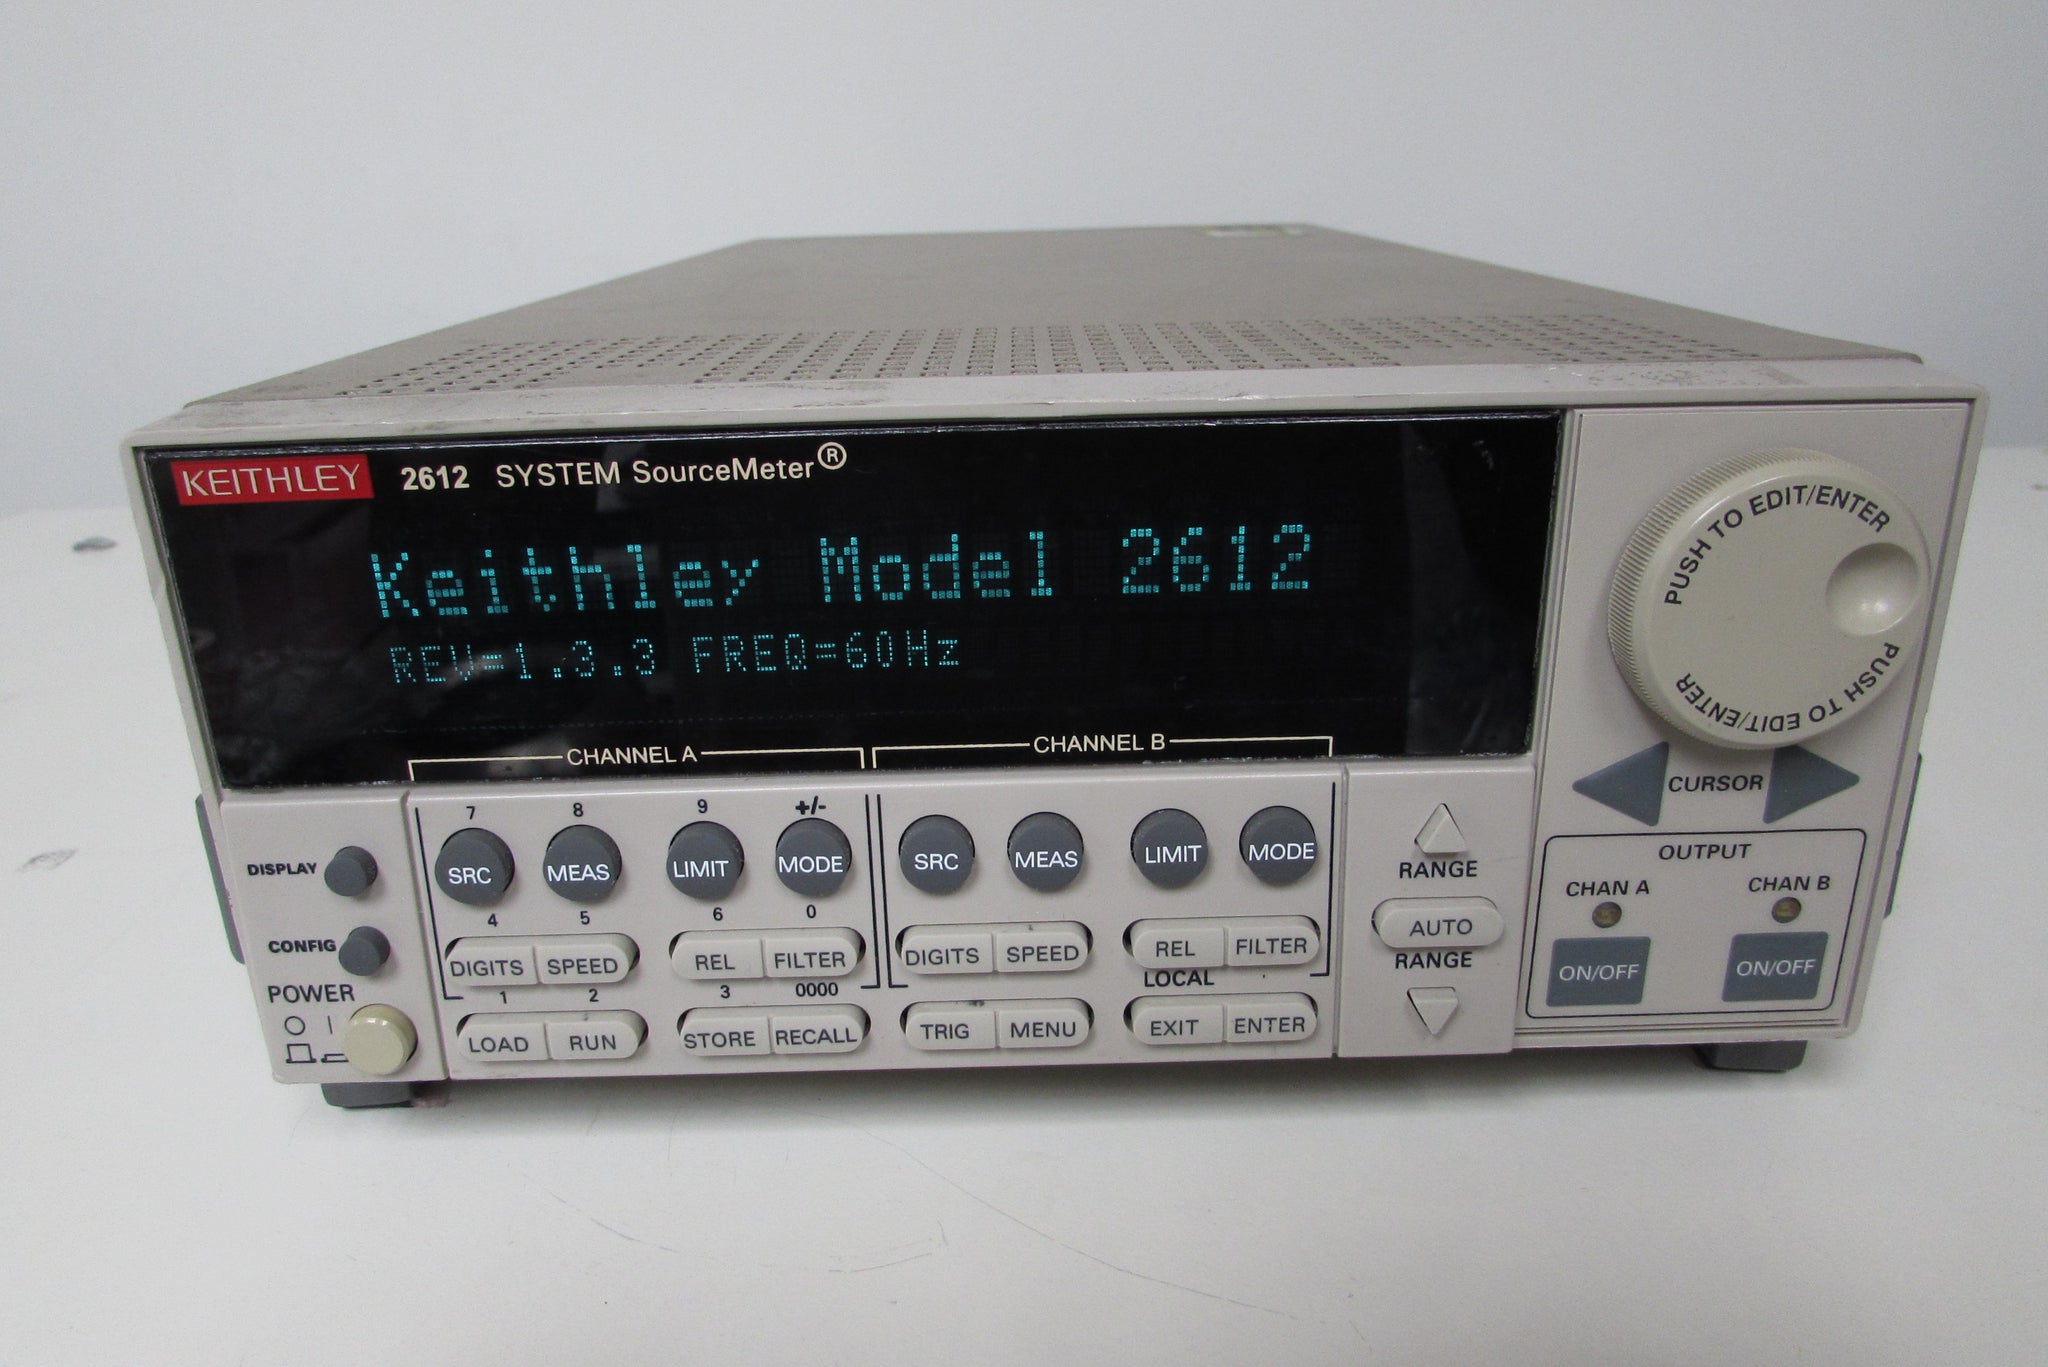 KEITHLEY 2612 SYSTEM SourceMeter®
Keithley Model 2612
REV=1.3.3 FREQ=60Hz
CHANNEL A CHANNEL B
PUSH TO EDIT/ENTER
PUSH TO EDIT/ENTER
CURSOR
7 8 9 +/-
DISPLAY SRC MEAS LIMIT MODE SRC MEAS LIMIT MODE
RANGE
4 5 6 0
CONFIG DIGITS SPEED REL FILTER DIGITS SPEED REL FILTER
AUTO
RANGE
LOCAL
POWER
1 2 3 0000
O |
LOAD RUN STORE RECALL TRIG MENU EXIT ENTER
OUTPUT
CHAN A CHAN B
ON/OFF ON/OFF